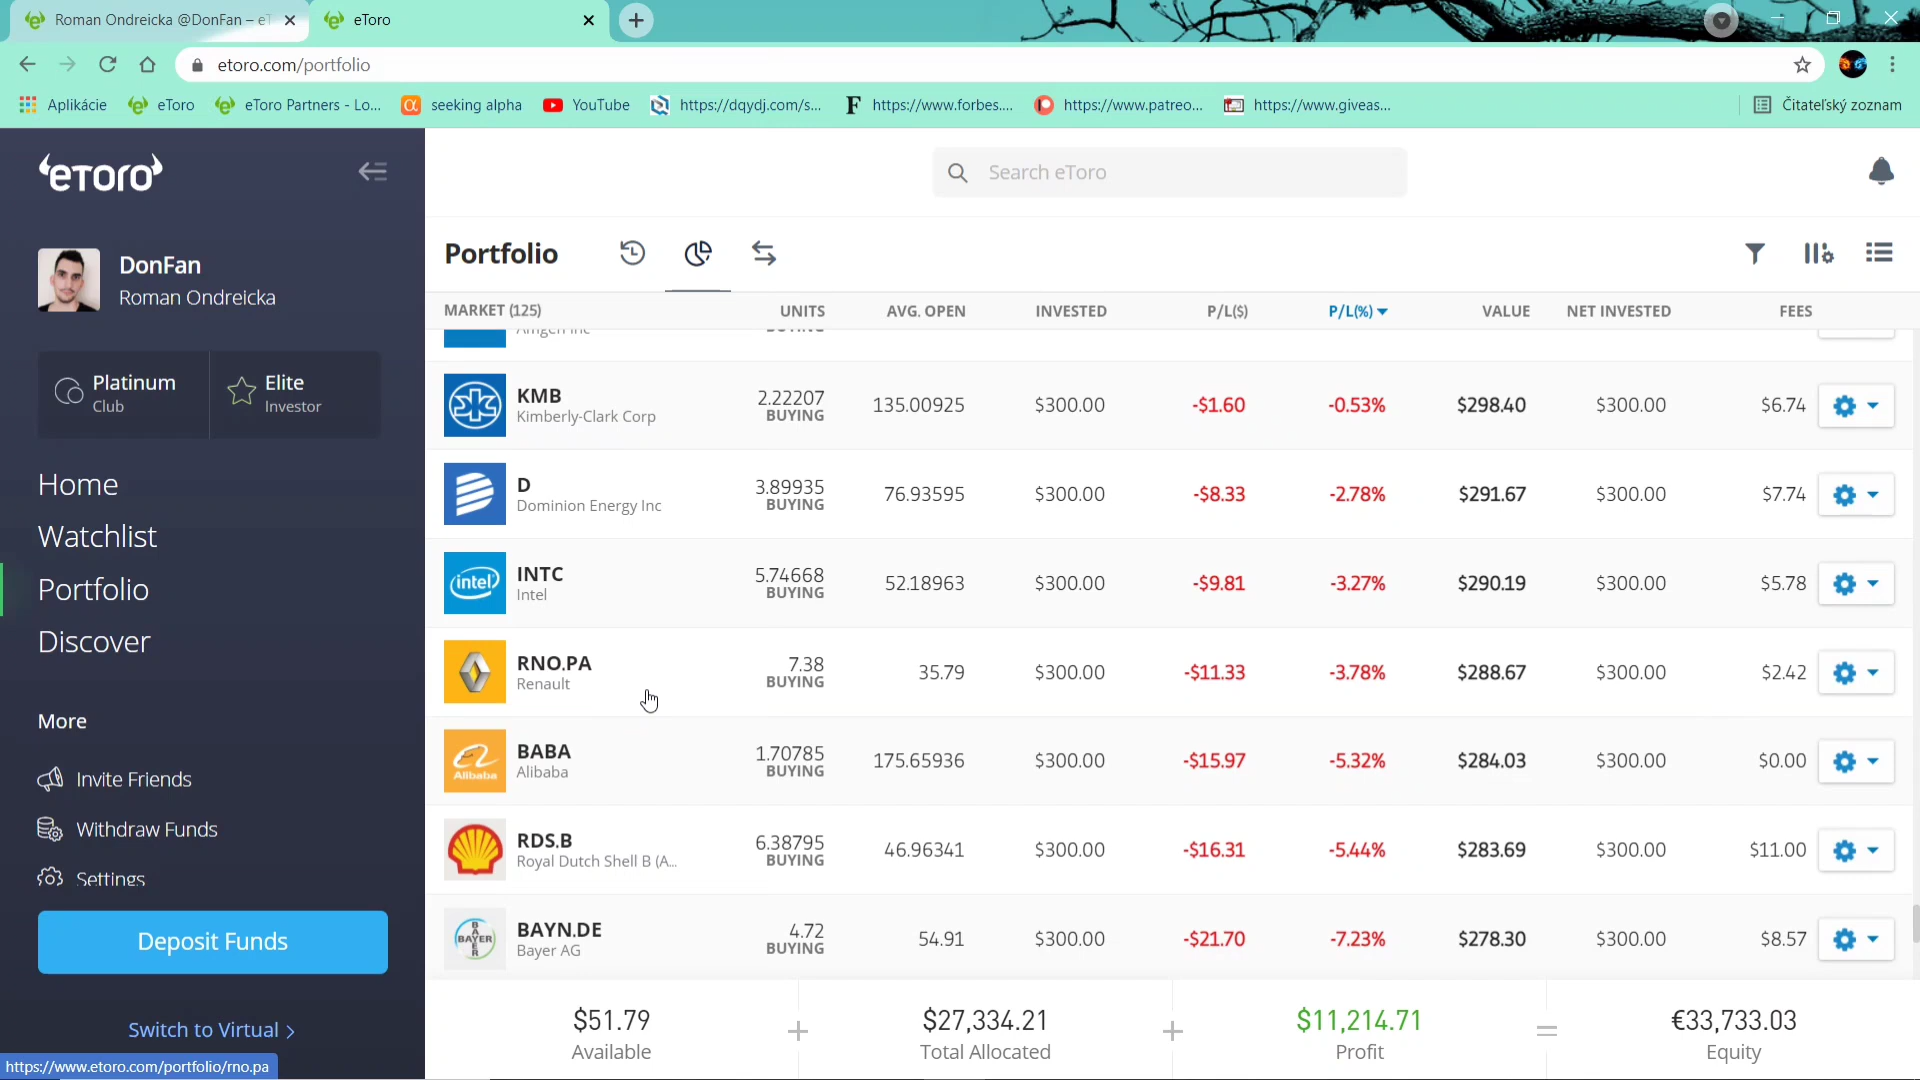 Roman Ondreicka @DonFan – eT
eToro
etoro.com/portfolio
Aplikácie
eToro
eToro Partners - Lo...
seeking alpha
YouTube
https://dqydj.com/s...
https://www.forbes....
https://www.patreo...
https://www.giveas...
Čitateľský zoznam
eToro
DonFan
Roman Ondreicka
Platinum
Club
Elite
Investor
Home
Watchlist
Portfolio
Discover
More
Invite Friends
Withdraw Funds
Settings
Deposit Funds
Switch to Virtual >
https://www.etoro.com/portfolio/rno.pa
Search eToro
Portfolio
MARKET (125) UNITS AVG. OPEN INVESTED P/L($) P/L(%) VALUE NET INVESTED FEES
Amgen Inc BUYING
KMB 2.22207 135.00925 $300.00 -$1.60 -0.53% $298.40 $300.00 $6.74
Kimberly-Clark Corp BUYING
D 3.89935 76.93595 $300.00 -$8.33 -2.78% $291.67 $300.00 $7.74
Dominion Energy Inc BUYING
intel INTC 5.74668 52.18963 $300.00 -$9.81 -3.27% $290.19 $300.00 $5.78
Intel BUYING
RNO.PA 7.38 35.79 $300.00 -$11.33 -3.78% $288.67 $300.00 $2.42
Renault BUYING
Alibaba BABA 1.70785 175.65936 $300.00 -$15.97 -5.32% $284.03 $300.00 $0.00
Alibaba BUYING
RDS.B 6.38795 46.96341 $300.00 -$16.31 -5.44% $283.69 $300.00 $11.00
Royal Dutch Shell B (A... BUYING
BAYER BAYN.DE 4.72 54.91 $300.00 -$21.70 -7.23% $278.30 $300.00 $8.57
Bayer AG BUYING
$51.79 + $27,334.21 + $11,214.71 = €33,733.03
Available Total Allocated Profit Equity